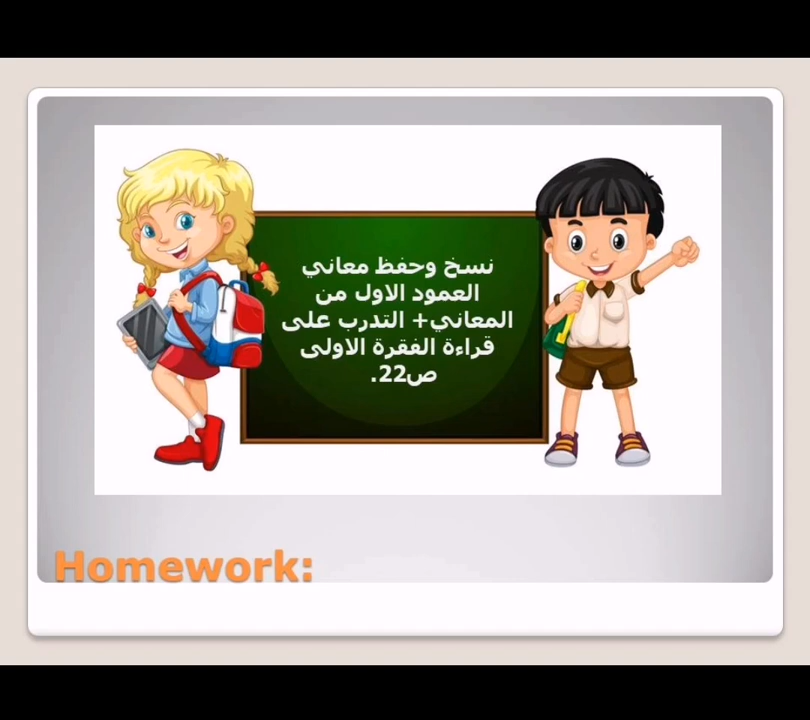 نسخ وحفظ معاني
العمود الاول من
المعاني+ التدرب على
قراءة الفقرة الاولى
ص22.
Homework: